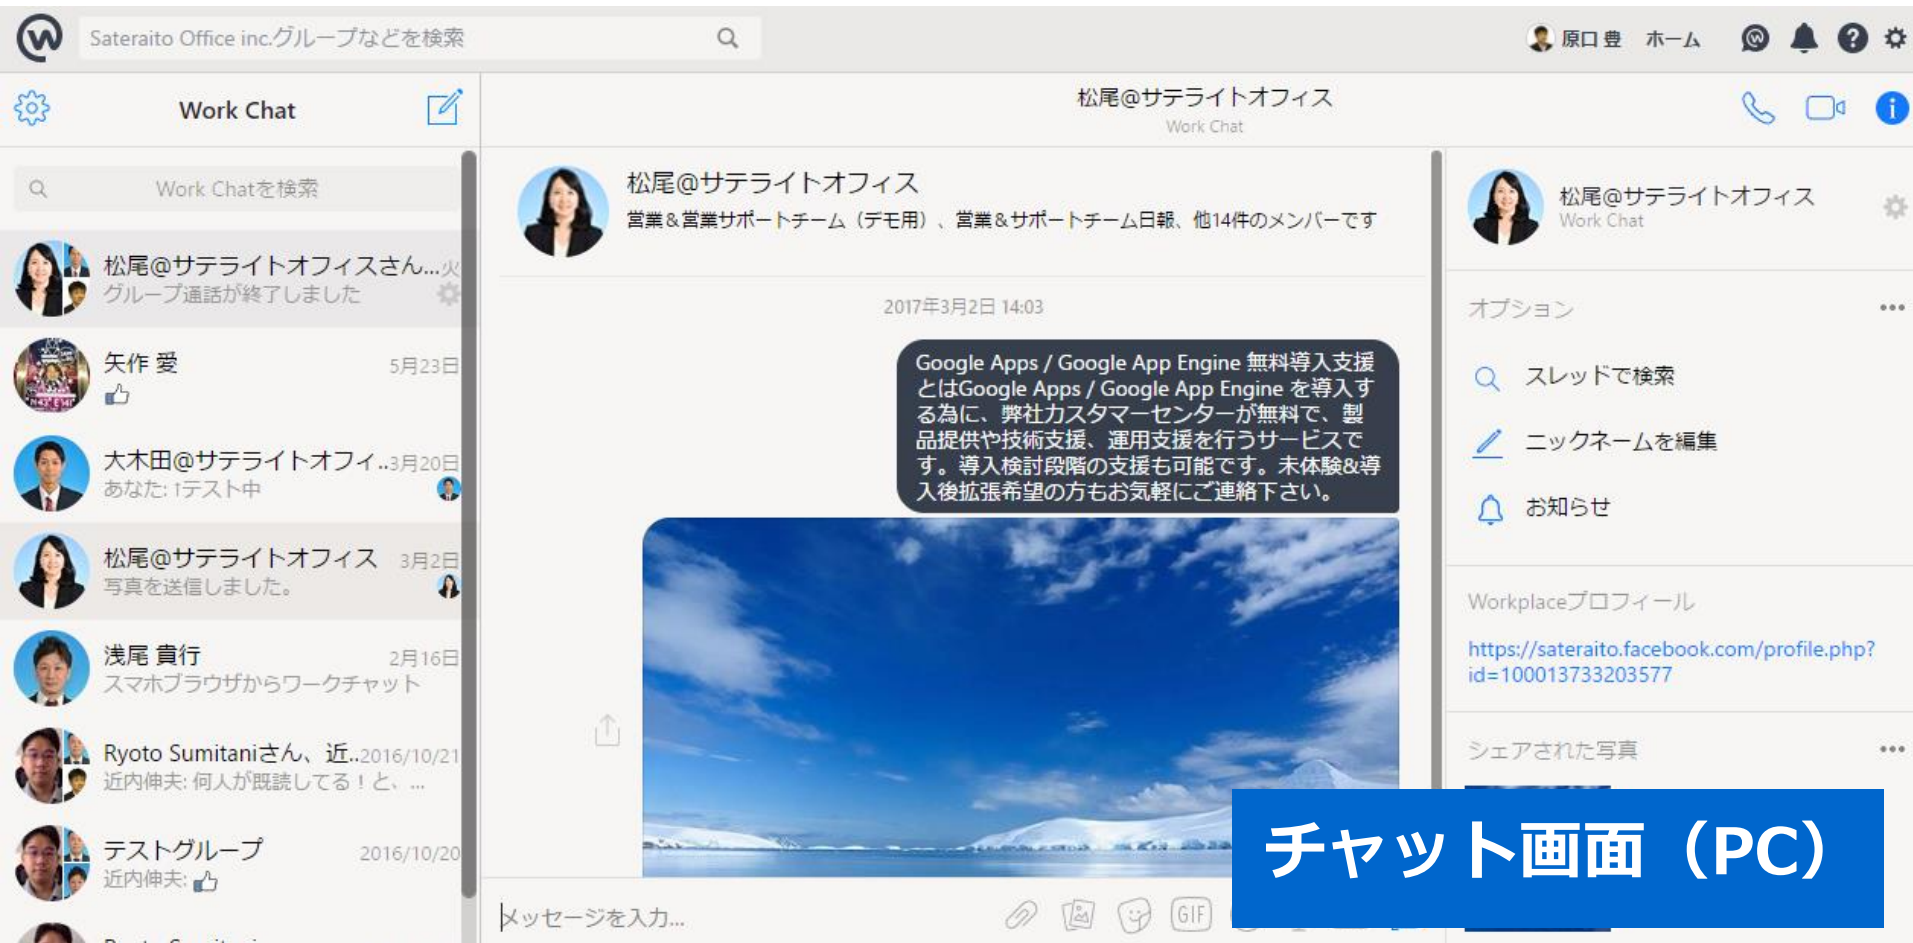 Sateraito Office inc.グループなどを検索
原口 豊 ホーム
Work Chat
松尾@サテライトオフィス
Work Chat
Work Chatを検索
松尾@サテライトオフィスさん...火
グループ通話が終了しました
矢作 愛 5月23日
大木田@サテライトオフィ..3月20日
あなた: ↑テスト中
松尾@サテライトオフィス 3月2日
写真を送信しました。
浅尾 貴行 2月16日
スマホブラウザからワークチャット
Ryoto Sumitaniさん、近..2016/10/21
近内伸夫: 何人が既読してる！と、...
テストグループ 2016/10/20
近内伸夫:
松尾@サテライトオフィス
営業＆営業サポートチーム（デモ用）、営業＆サポートチーム日報、他14件のメンバーです
2017年3月2日 14:03
Google Apps / Google App Engine 無料導入支援
とはGoogle Apps / Google App Engine を導入す
る為に、弊社カスタマーセンターが無料で、製
品提供や技術支援、運用支援を行うサービスで
す。導入検討段階の支援も可能です。未体験&導
入後拡張希望の方もお気軽にご連絡下さい。
メッセージを入力...
GIF
松尾@サテライトオフィス
Work Chat
オプション
スレッドで検索
ニックネームを編集
お知らせ
Workplaceプロフィール
https://sateraito.facebook.com/profile.php?
id=100013733203577
シェアされた写真
チャット画面（PC）